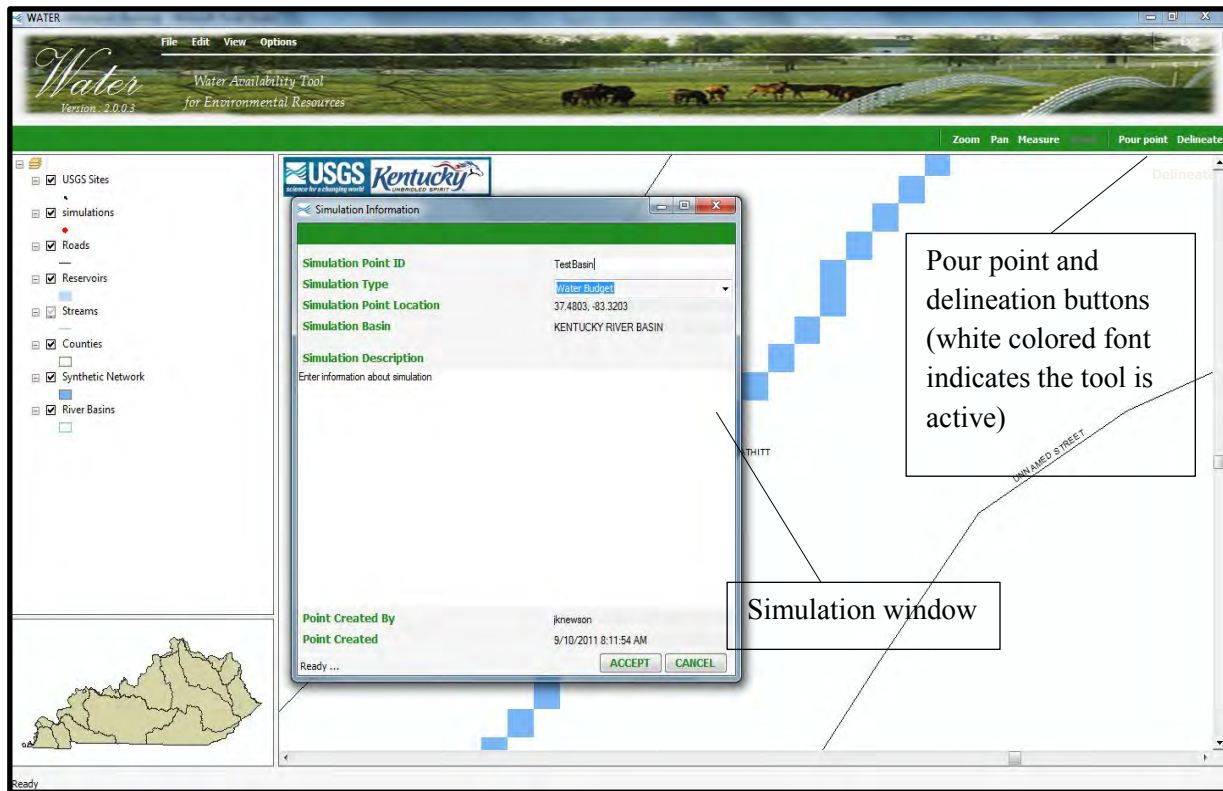 WATER
File Edit View Options
Water
Version : 2.0.0.3
Water Availability Tool
for Environmental Resources
Zoom Pan Measure
Pour point Delineate
USGS Sites
simulations
Roads
Reservoirs
Streams
Counties
Synthetic Network
River Basins
USGS
science for a changing world
Kentucky
UNBRIDLED SPIRIT
Delineate
Simulation Information
Simulation Point ID TestBasin
Simulation Type Water Budget
Simulation Point Location 37.4803, -83.3203
Simulation Basin KENTUCKY RIVER BASIN
Simulation Description
Enter information about simulation
Point Created By jknewson
Point Created 9/10/2011 8:11:54 AM
Ready ...
ACCEPT CANCEL
ATHITT
UNNAMED STREET
Pour point and
delineation buttons
(white colored font
indicates the tool is
active)
Simulation window
Ready